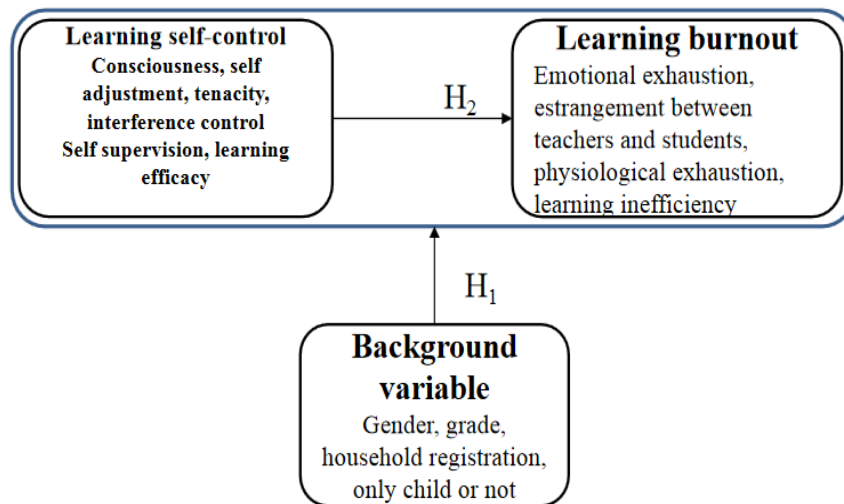 Learning self-control
Consciousness, self
adjustment, tenacity,
interference control
Self supervision, learning
efficacy
H2
Learning burnout
Emotional exhaustion,
estrangement between
teachers and students,
physiological exhaustion,
learning inefficiency
H1
Background
variable
Gender, grade,
household registration,
only child or not